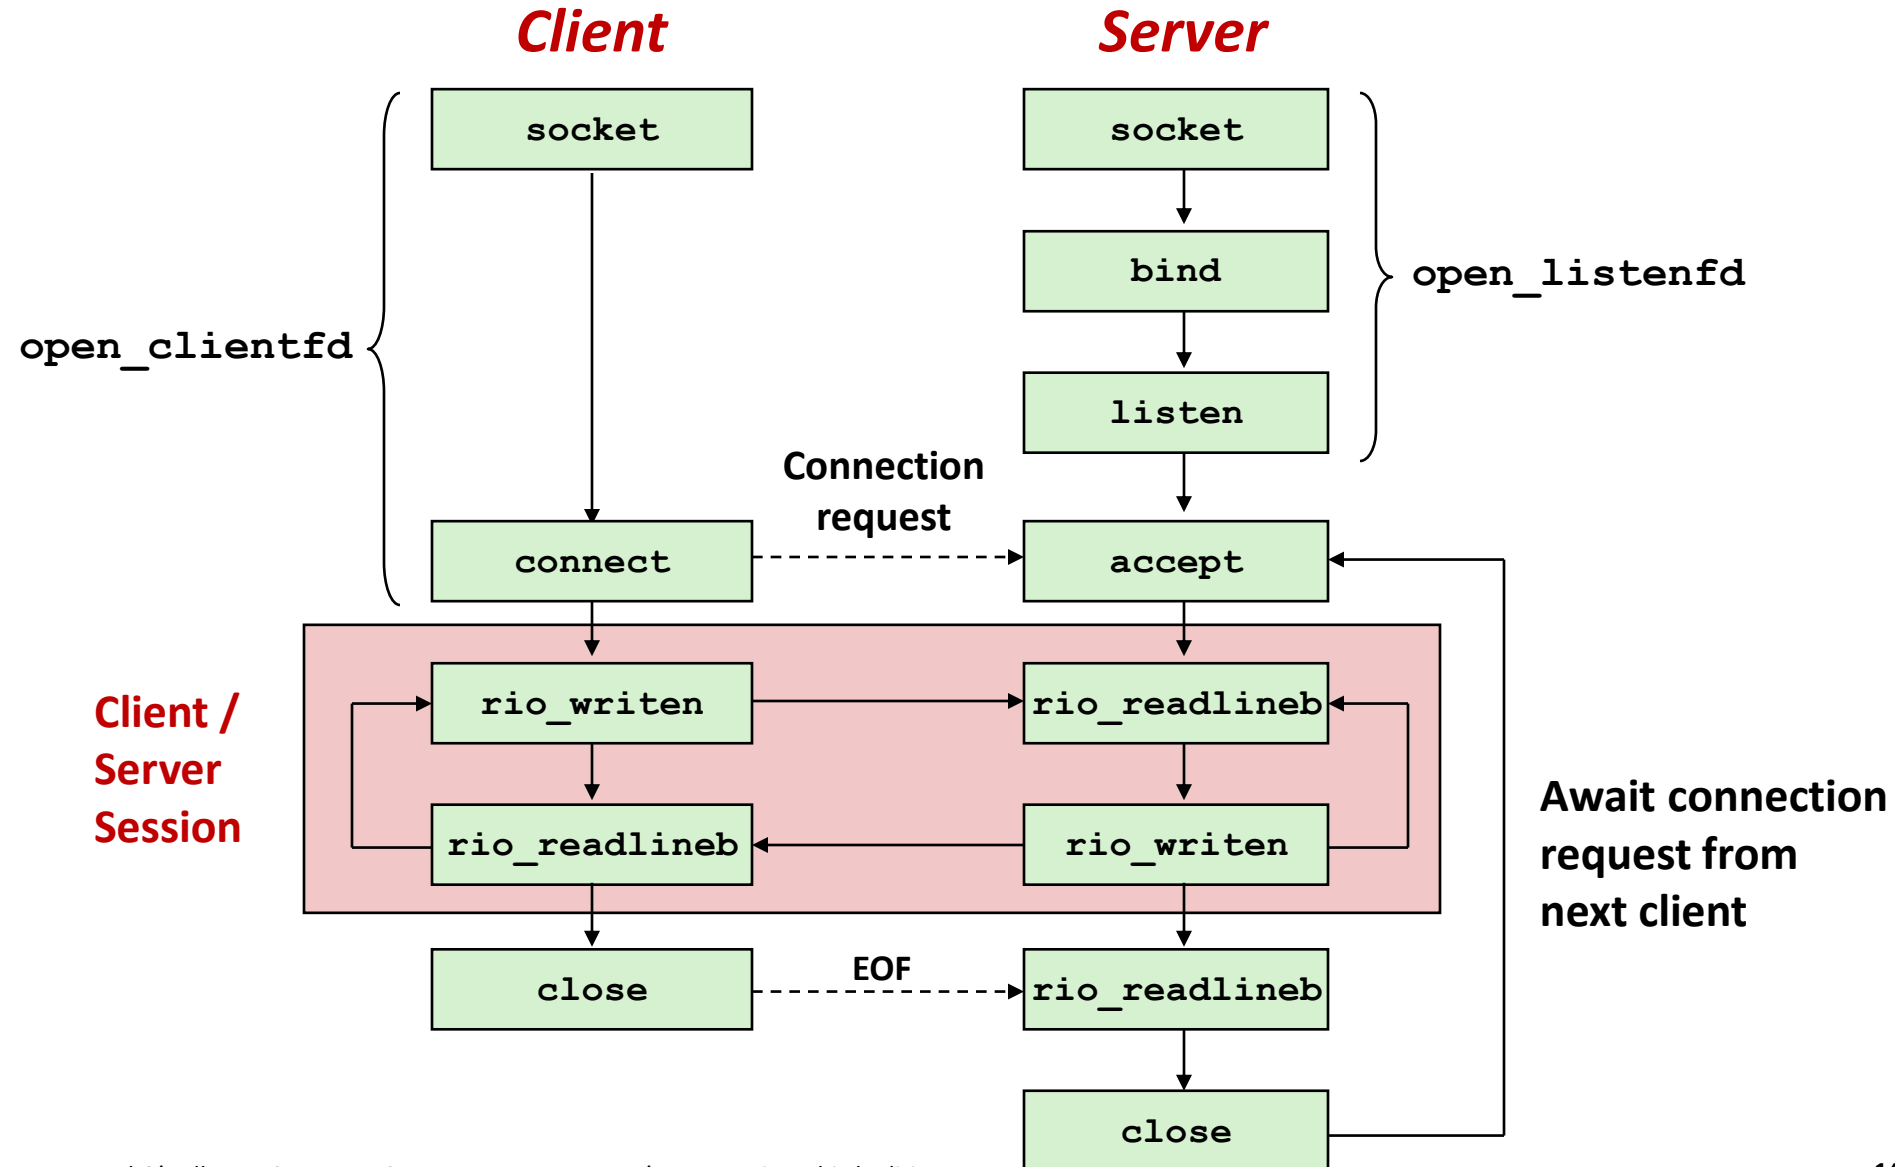 Client
Server
socket
socket
bind
open_listenfd
open_clientfd
listen
Connection
request
connect
accept
Client /
Server
Session
rio_writen
rio_readlineb
rio_readlineb
rio_writen
Await connection
request from
next client
close
EOF
rio_readlineb
close